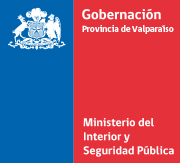 Gobernación
Provincia de Valparaíso
Ministerio del
Interior y
Seguridad Pública